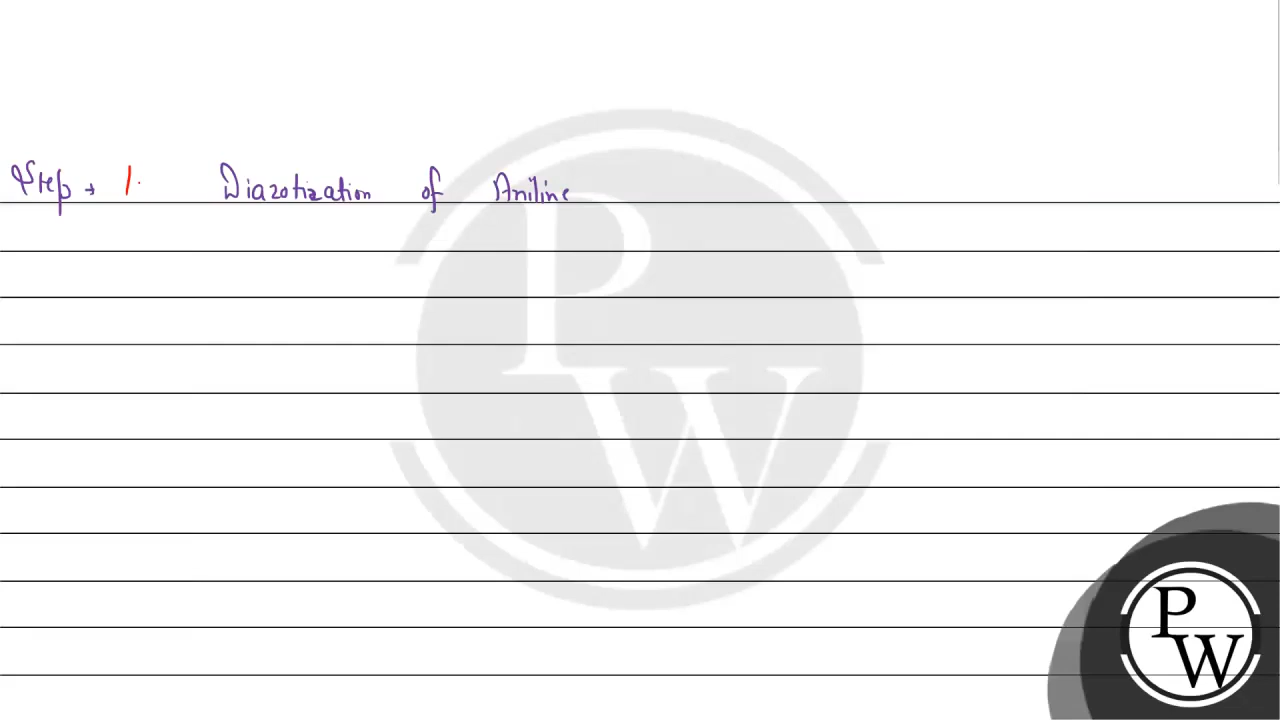 Step → 1. Diazotization of Aniline
P
W
P
W